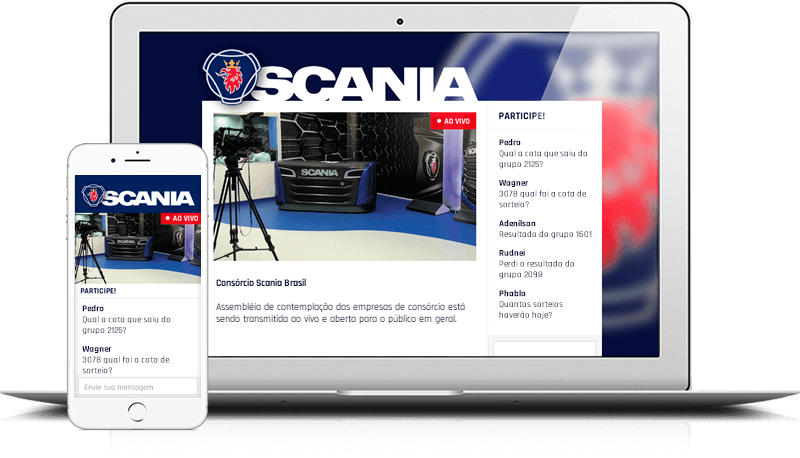 SCANIA
AO VIVO
SCANIA
Consórcio Scania Brasil
Assembléia de contemplação das empresas de consórcio está
sendo transmitida ao vivo e aberta para o público em geral.
PARTICIPE!
Pedro
Qual a cota que saiu do
grupo 2125?
Wagner
3078 qual foi a cota de
sorteio?
Adenilson
Resultado do grupo 1601
Rudnei
Perdi o resultado do
grupo 2098
Phablo
Quantos sorteios
haverão hoje?
SCANIA
AO VIVO
SCANIA
PARTICIPE!
Pedro
Qual a cota que saiu do
grupo 2125?
Wagner
3078 qual foi a cota de
sorteio?
Envie sua mensagem